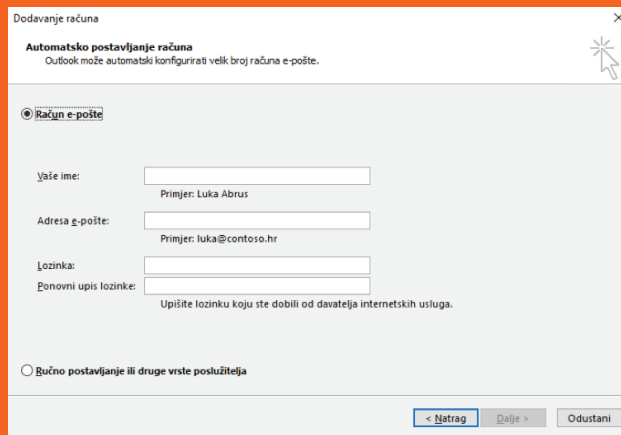 Dodavanje računa
Automatsko postavljanje računa
Outlook može automatski konfigurirati velik broj računa e-pošte.
Račun e-pošte
Vaše ime:
Primjer: Luka Abrus
Adresa e-pošte:
Primjer: luka@contoso.hr
Lozinka:
Ponovni upis lozinke:
Upišite lozinku koju ste dobili od davatelja internetskih usluga.
Ručno postavljanje ili druge vrste poslužitelja
< Natrag   Dalje >   Odustani